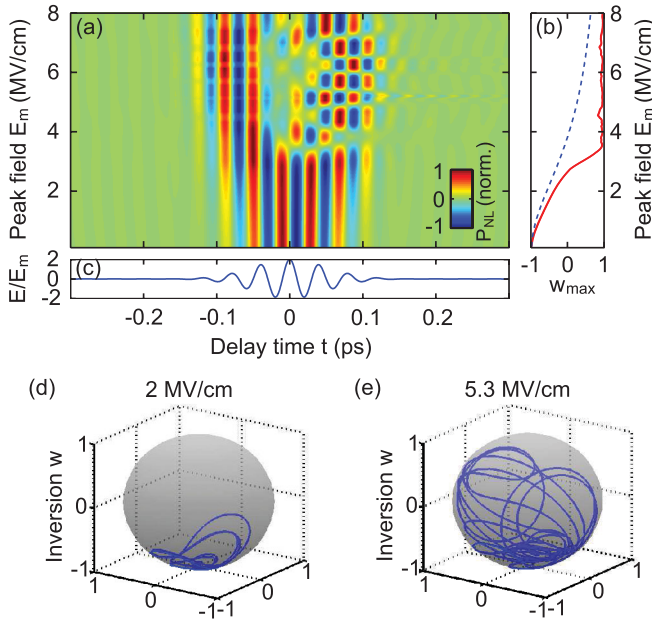 (a)
(b)
Peak field E_m (MV/cm)
8
6
4
2
1
0
-1
P_NL (norm.)
8
6
4
2
Peak field E_m (MV/cm)
-1 0 1
w_max
(c)
E/E_m
2
0
-2
-0.2 -0.1 0 0.1 0.2
Delay time t (ps)
(d)
2 MV/cm
Inversion w
1
0
-1
1 0 -1
-1 0 1
(e)
5.3 MV/cm
Inversion w
1
0
-1
1 0 -1
-1 0 1